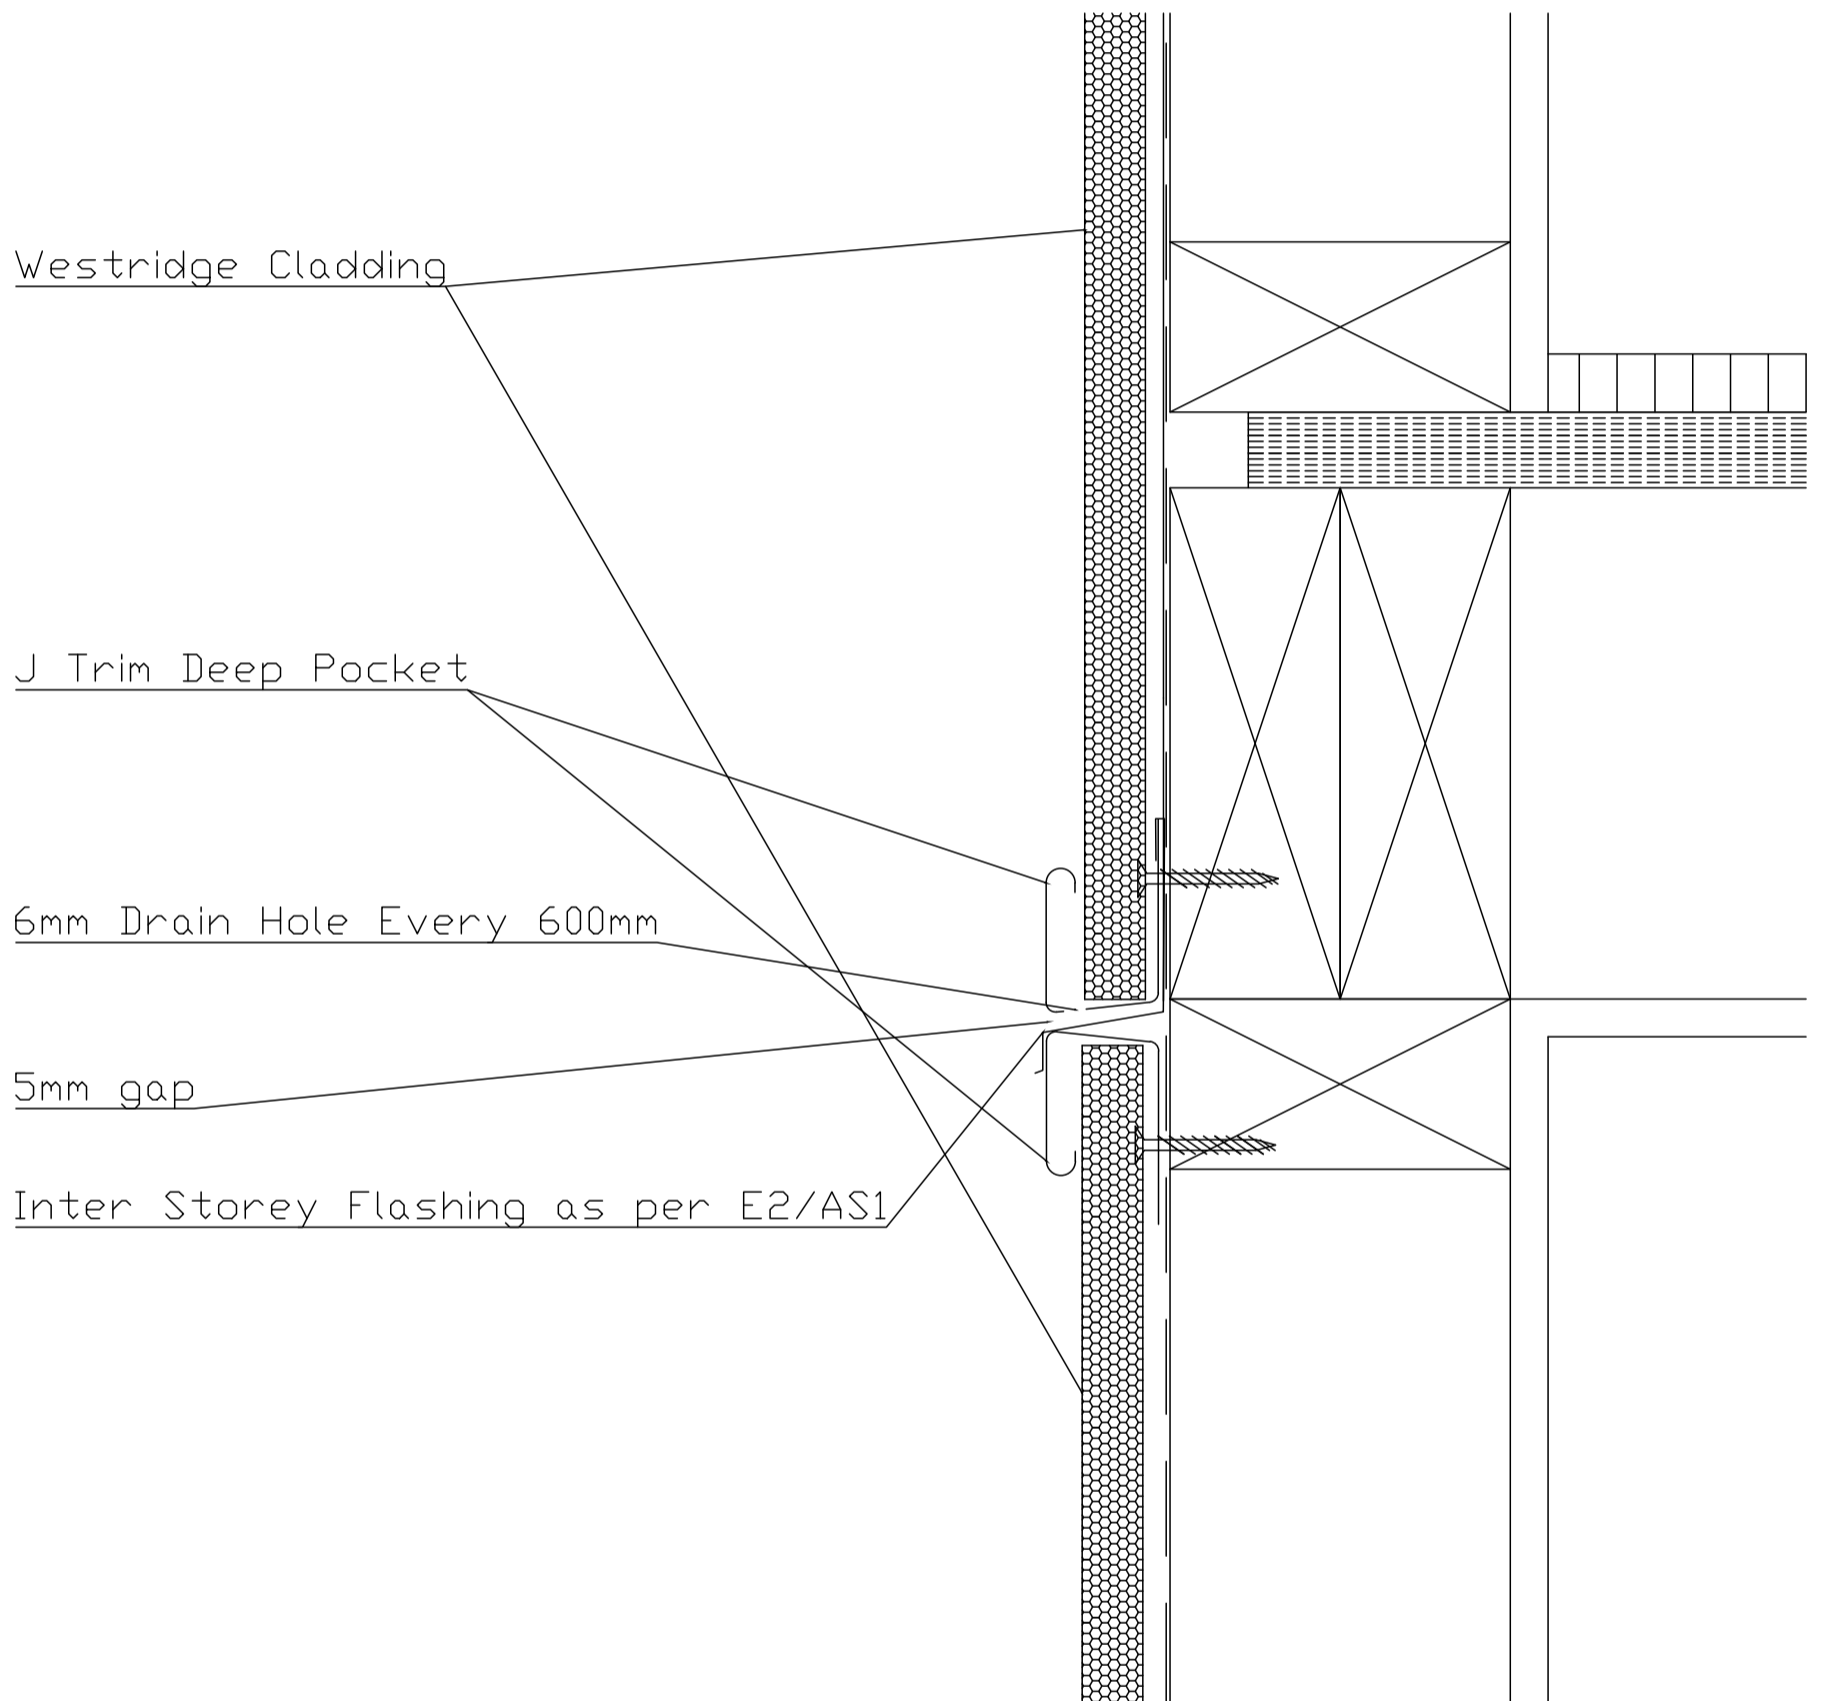 Westridge Cladding
J Trim Deep Pocket
6mm Drain Hole Every 600mm
5mm gap
Inter Storey Flashing as per E2/AS1